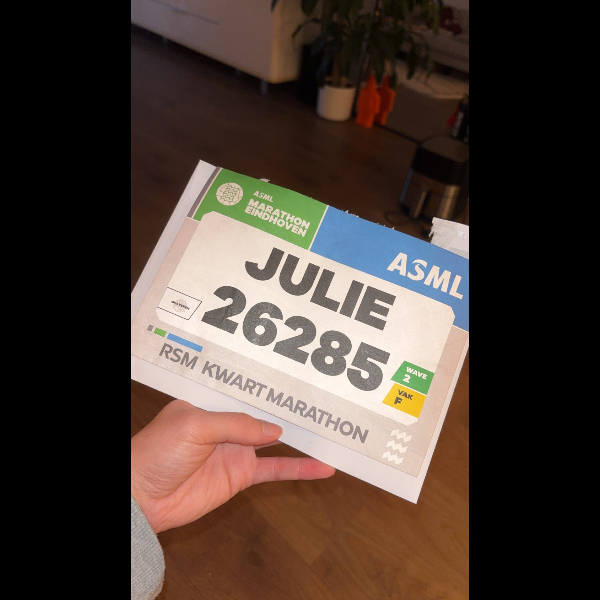 ASML
MARATHON
EINDHOVEN
ASML
JULIE
26285
WAVE
2
VAK
F
RSM KWART MARATHON